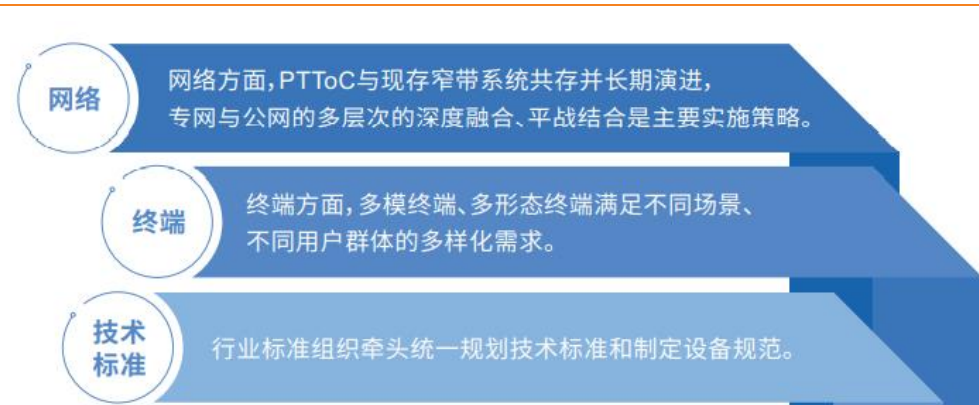 网络
网络方面,PTToC与现存窄带系统共存并长期演进,
专网与公网的多层次的深度融合、平战结合是主要实施策略。
终端
终端方面,多模终端、多形态终端满足不同场景、
不同用户群体的多样化需求。
技术
标准
行业标准组织牵头统一规划技术标准和制定设备规范。